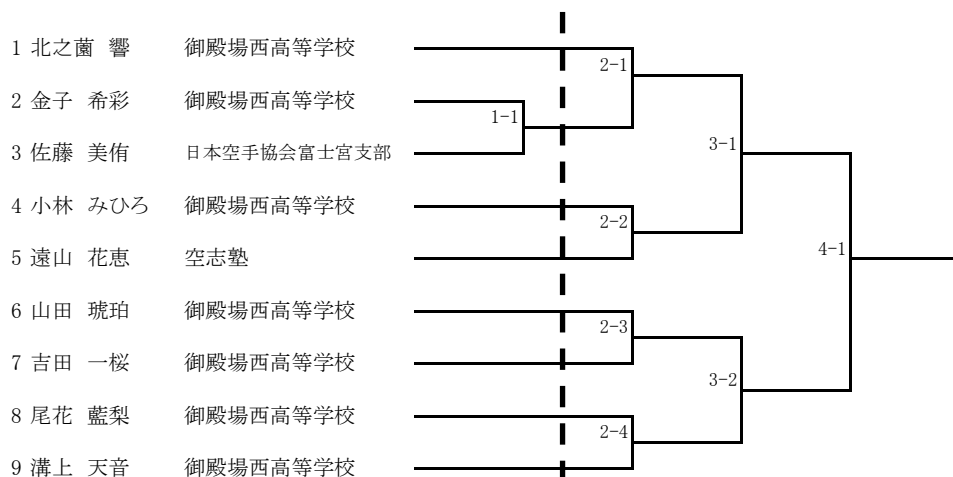 1 北之薗 響 御殿場西高等学校
2-1
2 金子 希彩 御殿場西高等学校
1-1
3 佐藤 美侑 日本空手協会富士宮支部
3-1
4 小林 みひろ 御殿場西高等学校
2-2
5 遠山 花恵 空志塾
4-1
6 山田 琥珀 御殿場西高等学校
2-3
7 吉田 一桜 御殿場西高等学校
3-2
8 尾花 藍梨 御殿場西高等学校
2-4
9 溝上 天音 御殿場西高等学校